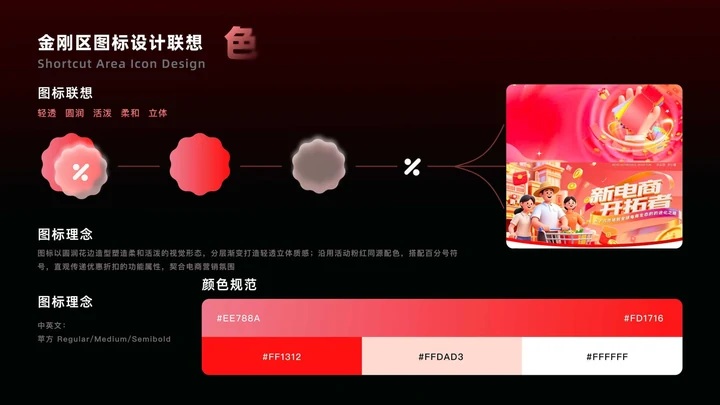 金刚区图标设计联想 色
Shortcut Area Icon Design
图标联想
轻透 圆润 活泼 柔和 立体
新电商
开拓者
图标理念
图标以圆润花边造型塑造柔和活泼的视觉形态，分层渐变打造轻透立体质感；沿用活动粉红同源配色，搭配百分号符
号，直观传递优惠折扣的功能属性，契合电商营销氛围
图标理念
中英文：
苹方 Regular/Medium/Semibold
颜色规范
#EE788A #FD1716
#FF1312 #FFDAD3 #FFFFFF